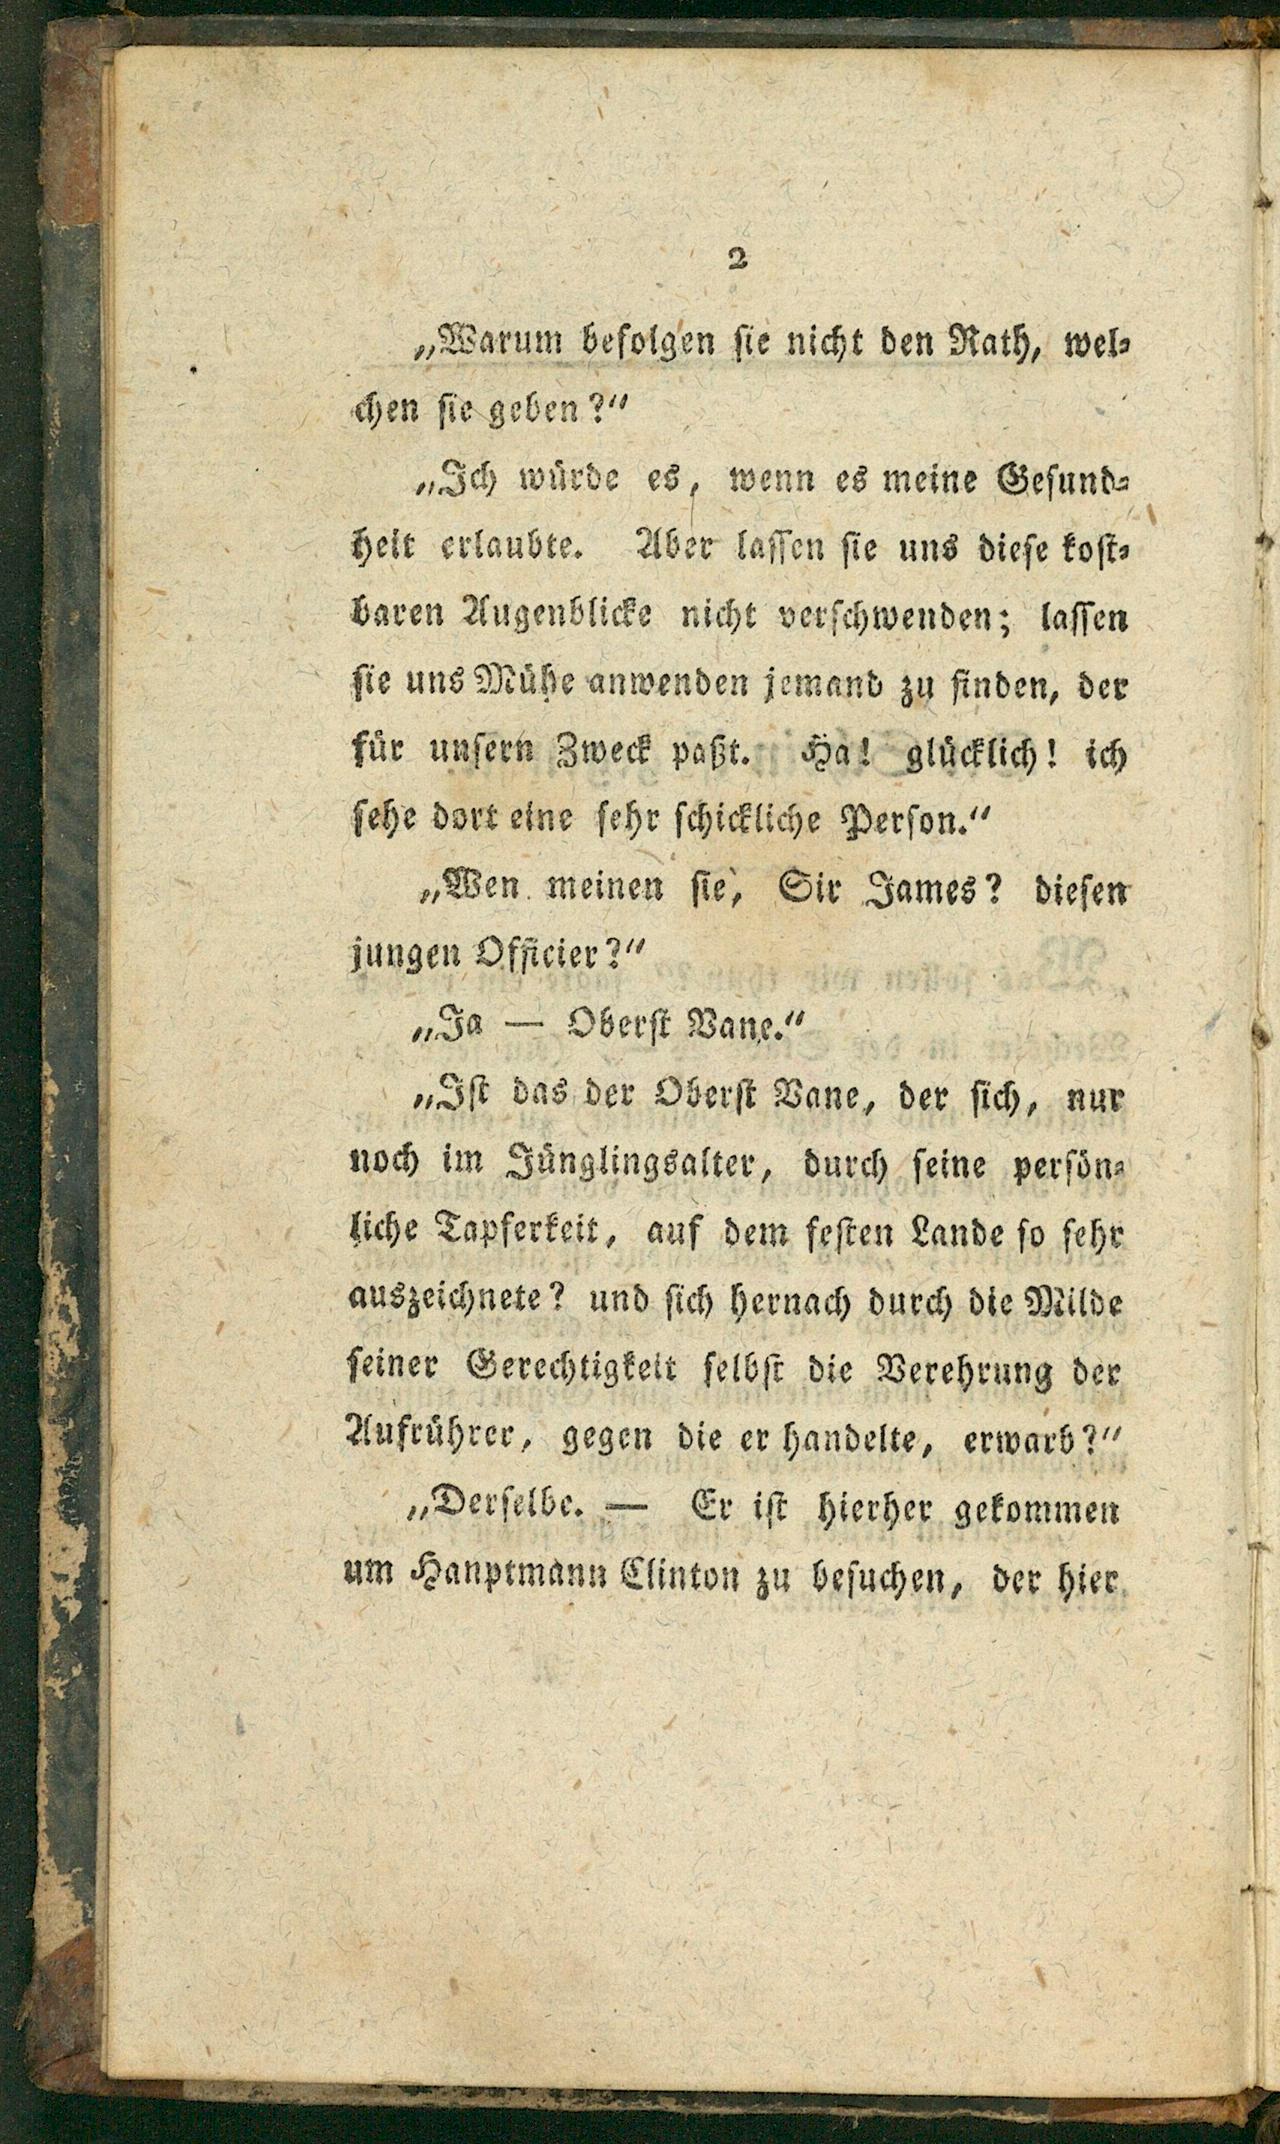 2
„Warum befolgen sie nicht den Rath, wel⸗
chen sie geben?“
„Ich würde es, wenn es meine Gesund⸗
heit erlaubte. Aber lassen sie uns diese kost⸗
baren Augenblicke nicht verschwenden; lassen
sie uns Mühe anwenden jemand zu finden, der
für unsern Zweck paßt. Ha! glücklich! ich
sehe dort eine sehr schickliche Person.“
„Wen meinen sie, Sir James? diesen
jungen Officier?“
„Ja — Oberst Vane.“
„Ist das der Oberst Vane, der sich, nur
noch im Jünglingsalter, durch seine persön⸗
liche Tapferkeit, auf dem festen Lande so sehr
auszeichnete? und sich hernach durch die Milde
seiner Gerechtigkeit selbst die Verehrung der
Aufrührer, gegen die er handelte, erwarb?“
„Derselbe. — Er ist hierher gekommen
um Hanptmann Clinton zu besuchen, der hier